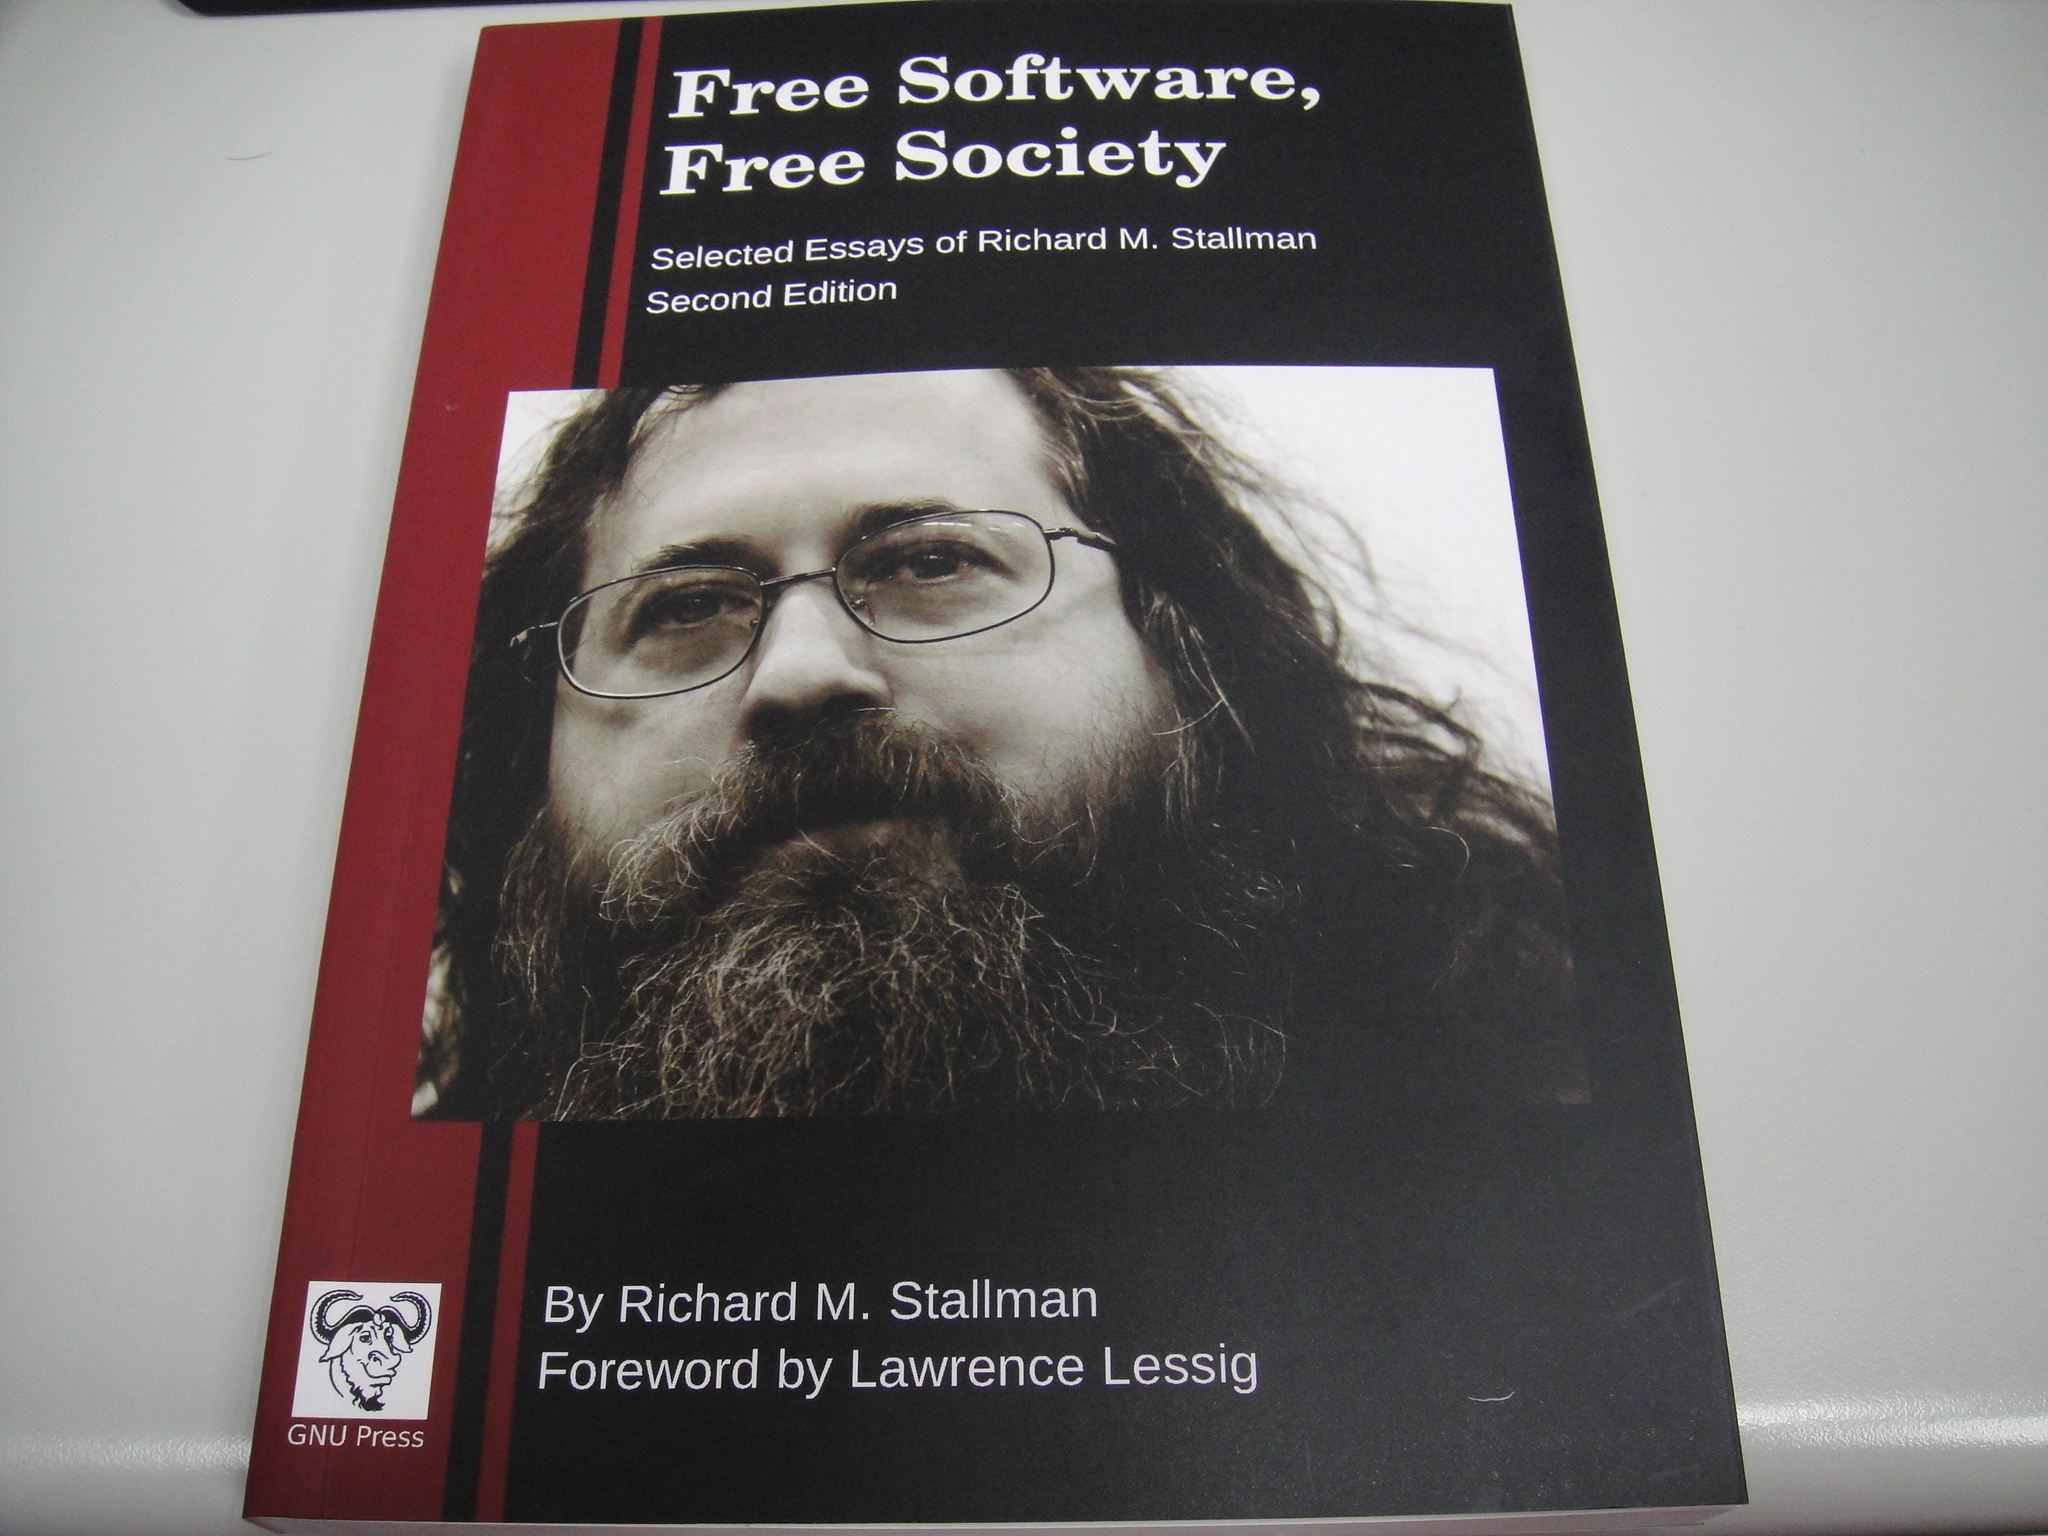 Free Software,
Free Society
Selected Essays of Richard M. Stallman
Second Edition
By Richard M. Stallman
Foreword by Lawrence Lessig
GNU Press